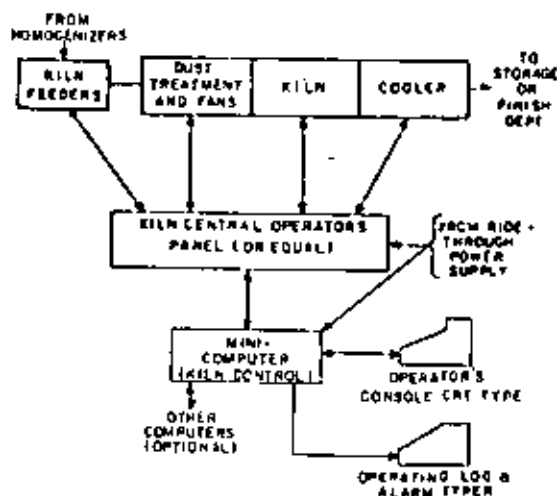 FROM
HOMOGENIZERS
KILN
FEEDERS
DUST
TREATMENT
AND FANS
KILN
COOLER
TO
STORAGE
OR
FINISH
DEPT
KILN CENTRAL OPERATORS
PANEL (OR EQUAL)
FROM RIDE-
THROUGH
POWER
SUPPLY
MINI-
COMPUTER
(KILN CONTROL)
OPERATOR'S
CONSOLE CRT TYPE
OTHER
COMPUTERS
(OPTIONAL)
OPERATING LOG &
ALARM TYPER